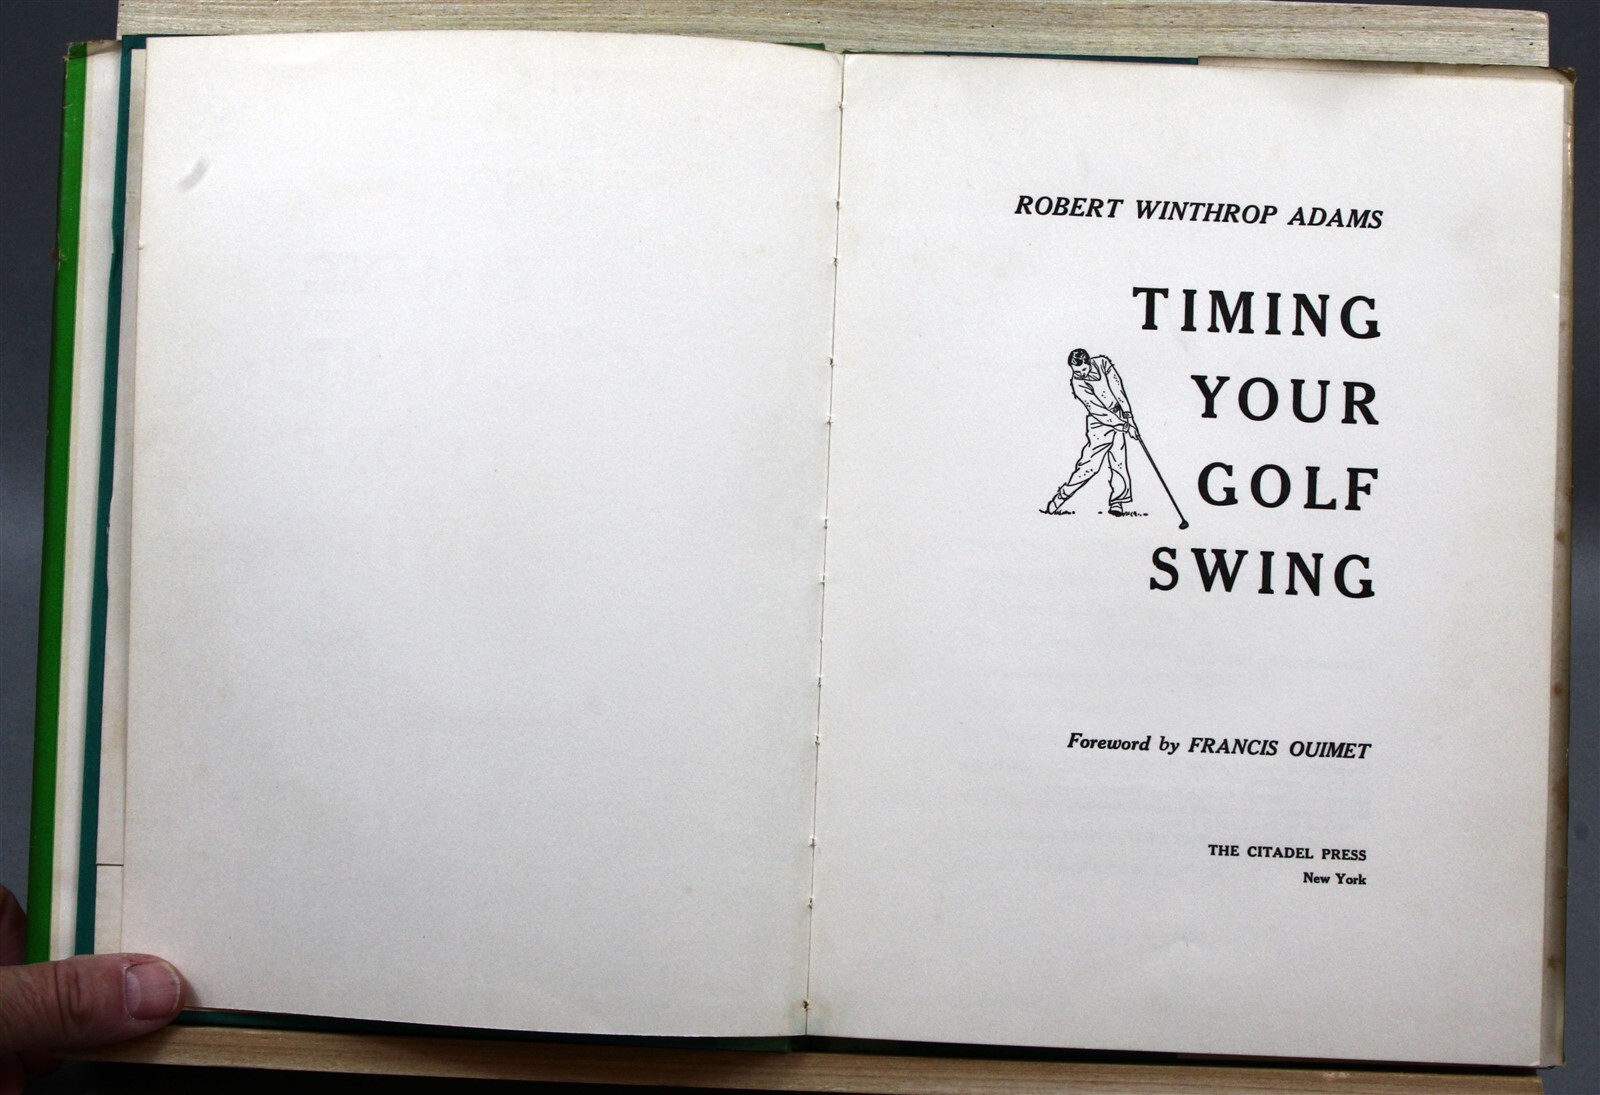 ROBERT WINTHROP ADAMS
TIMING
YOUR
GOLF
SWING
Foreword by FRANCIS OUIMET
THE CITADEL PRESS
New York